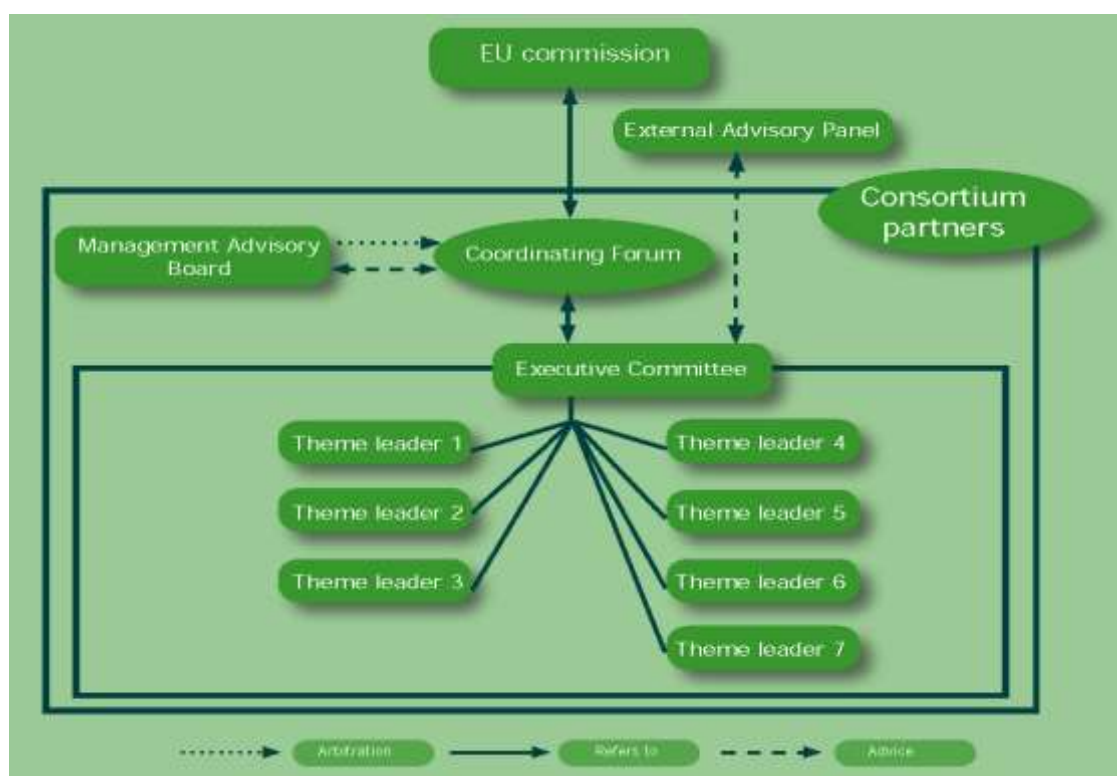 EU commission
External Advisory Panel
Consortium
partners
Management Advisory
Board
Coordinating Forum
Executive Committee
Theme leader 1
Theme leader 4
Theme leader 2
Theme leader 5
Theme leader 3
Theme leader 6
Theme leader 7
Arbitration
Refers to
Advice